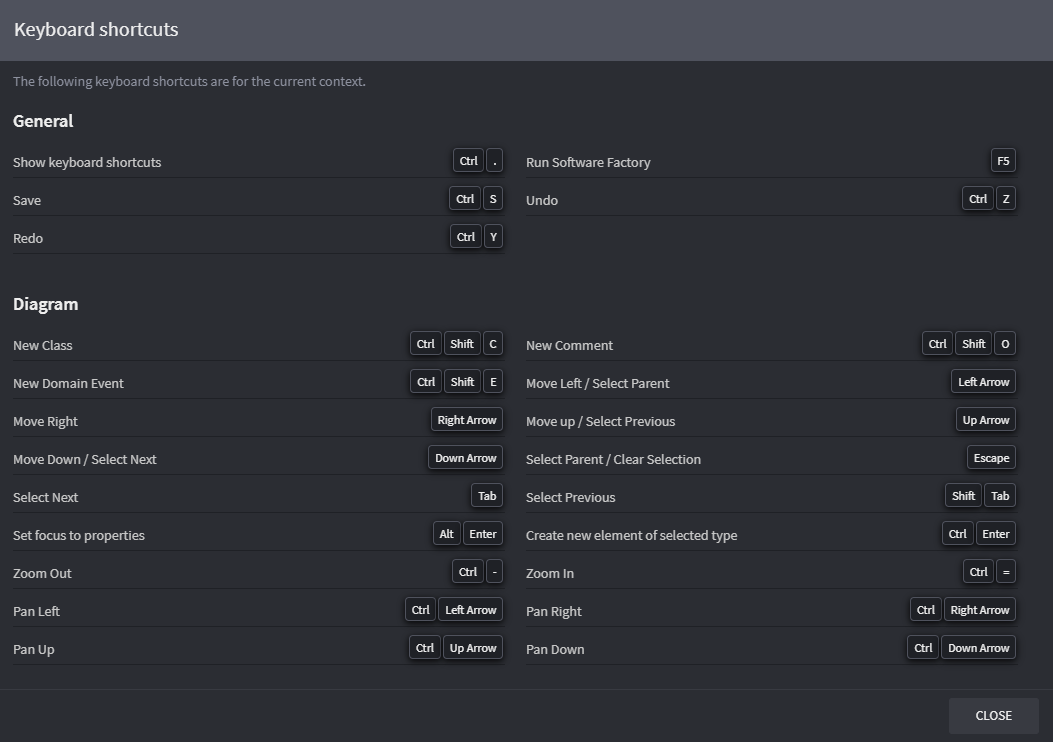 Keyboard shortcuts
The following keyboard shortcuts are for the current context.
General
Show keyboard shortcuts Ctrl . Run Software Factory F5
Save Ctrl S Undo Ctrl Z
Redo Ctrl Y
Diagram
New Class Ctrl Shift C New Comment Ctrl Shift O
New Domain Event Ctrl Shift E Move Left / Select Parent Left Arrow
Move Right Right Arrow Move up / Select Previous Up Arrow
Move Down / Select Next Down Arrow Select Parent / Clear Selection Escape
Select Next Tab Select Previous Shift Tab
Set focus to properties Alt Enter Create new element of selected type Ctrl Enter
Zoom Out Ctrl - Zoom In Ctrl =
Pan Left Ctrl Left Arrow Pan Right Ctrl Right Arrow
Pan Up Ctrl Up Arrow Pan Down Ctrl Down Arrow
CLOSE